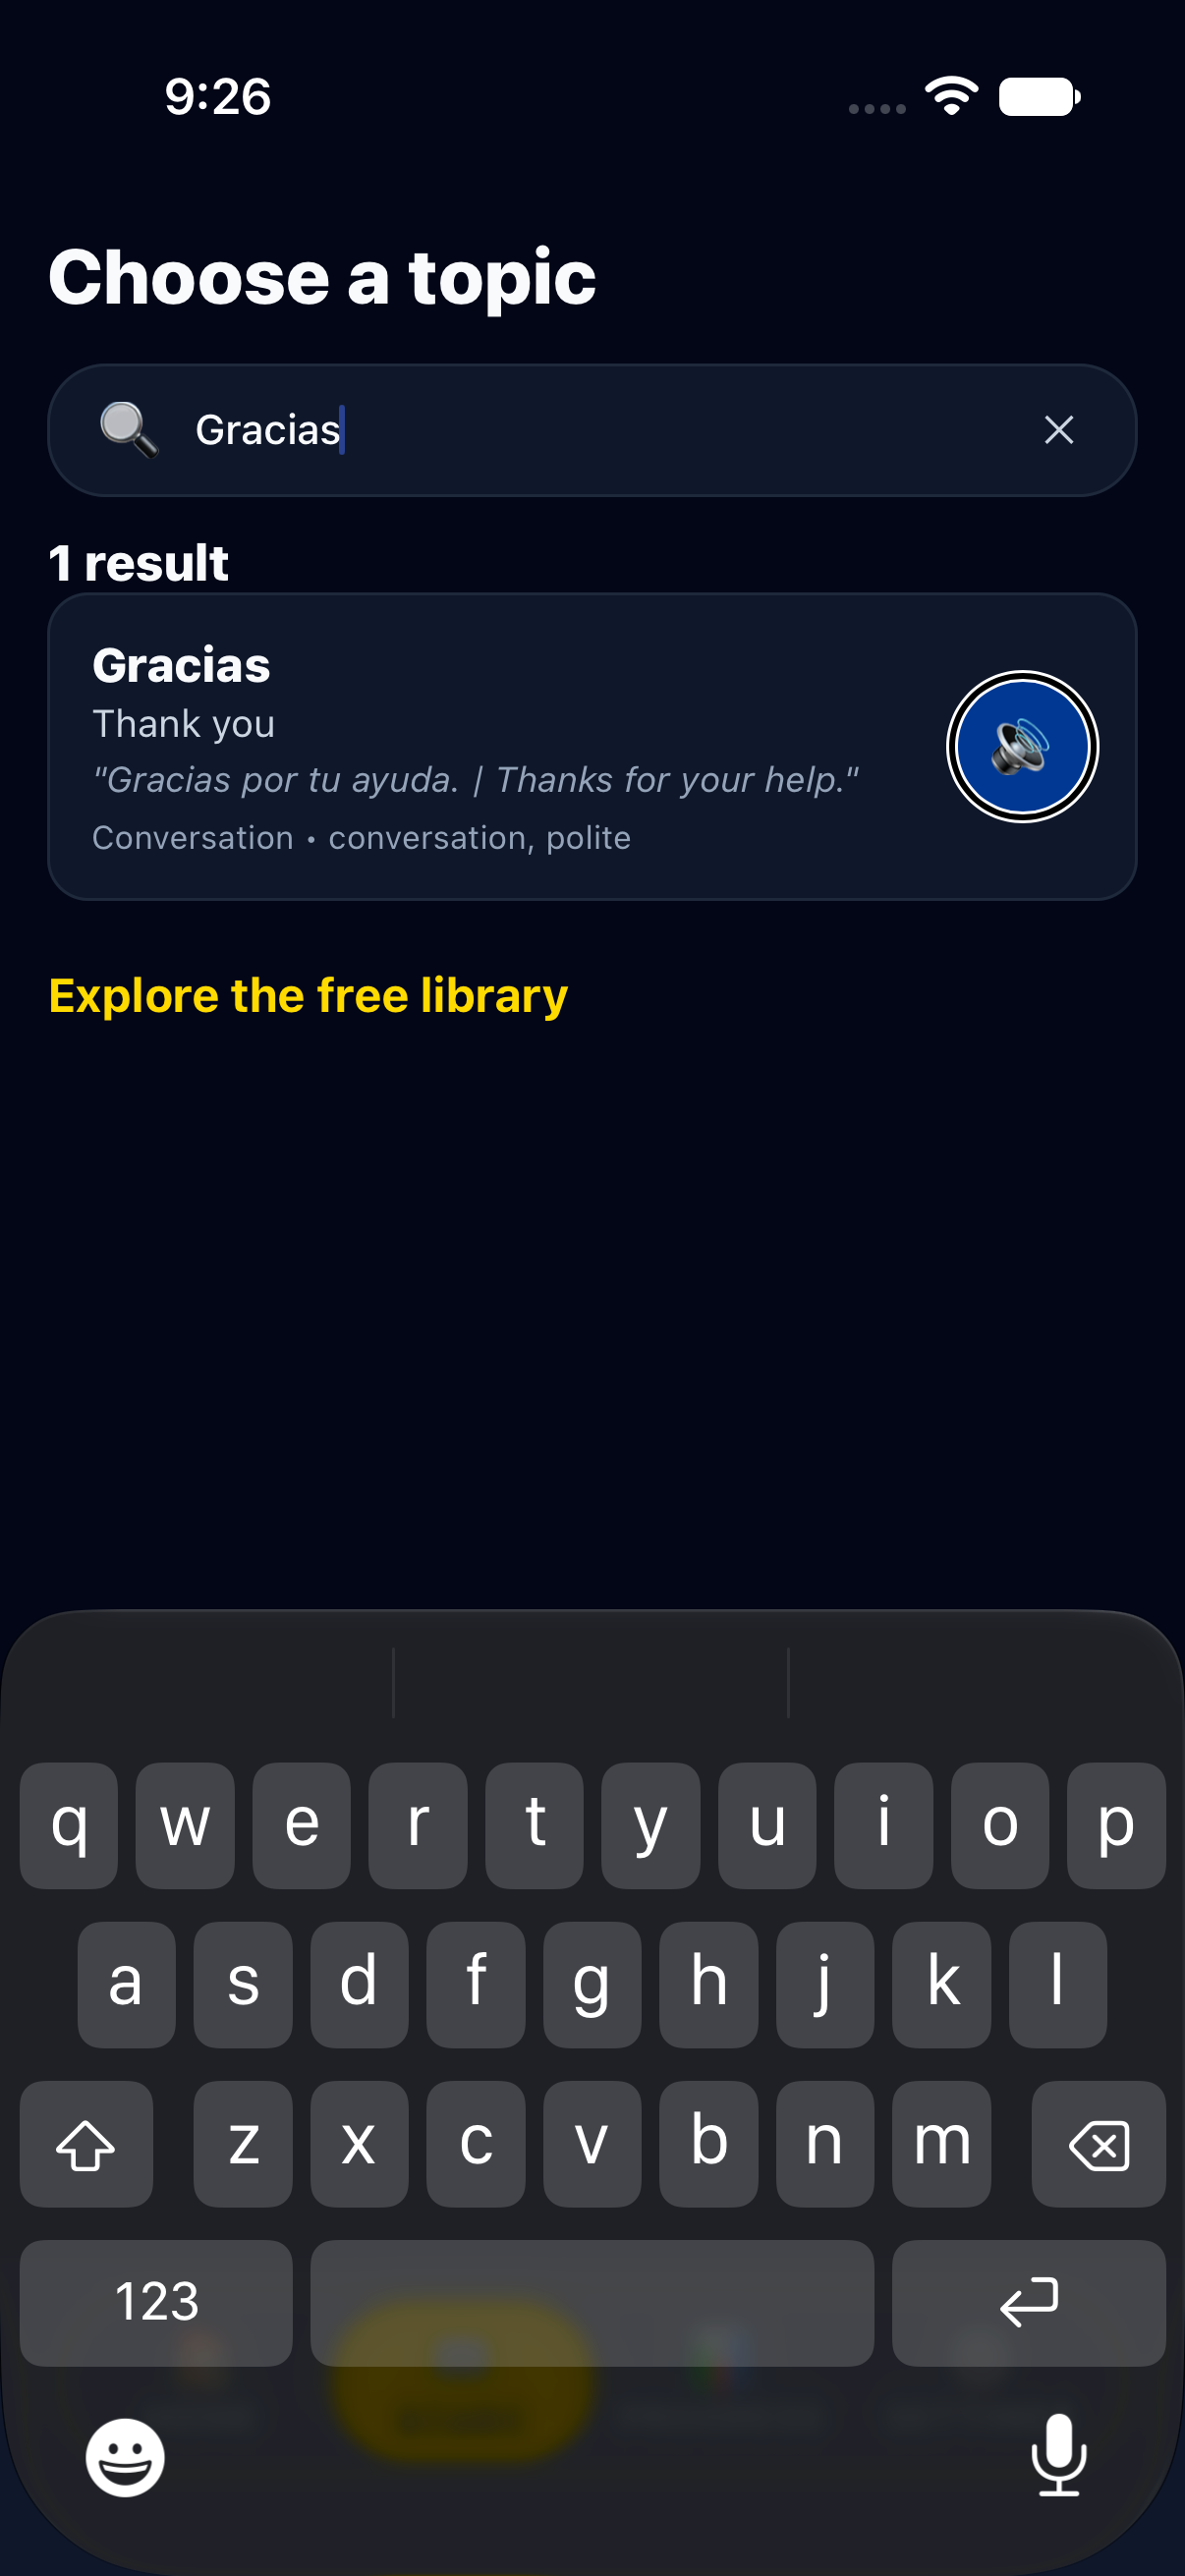 9:26
Choose a topic
Gracias
1 result
Gracias
Thank you
"Gracias por tu ayuda. | Thanks for your help."
Conversation • conversation, polite
Explore the free library
q w e r t y u i o p
a s d f g h j k l
z x c v b n m
123